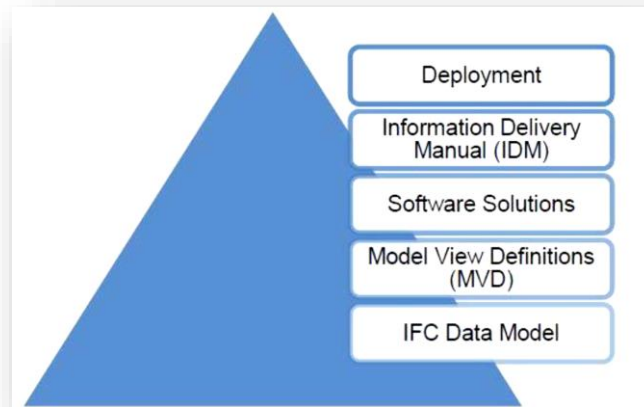 Deployment
Information Delivery
Manual (IDM)
Software Solutions
Model View Definitions
(MVD)
IFC Data Model